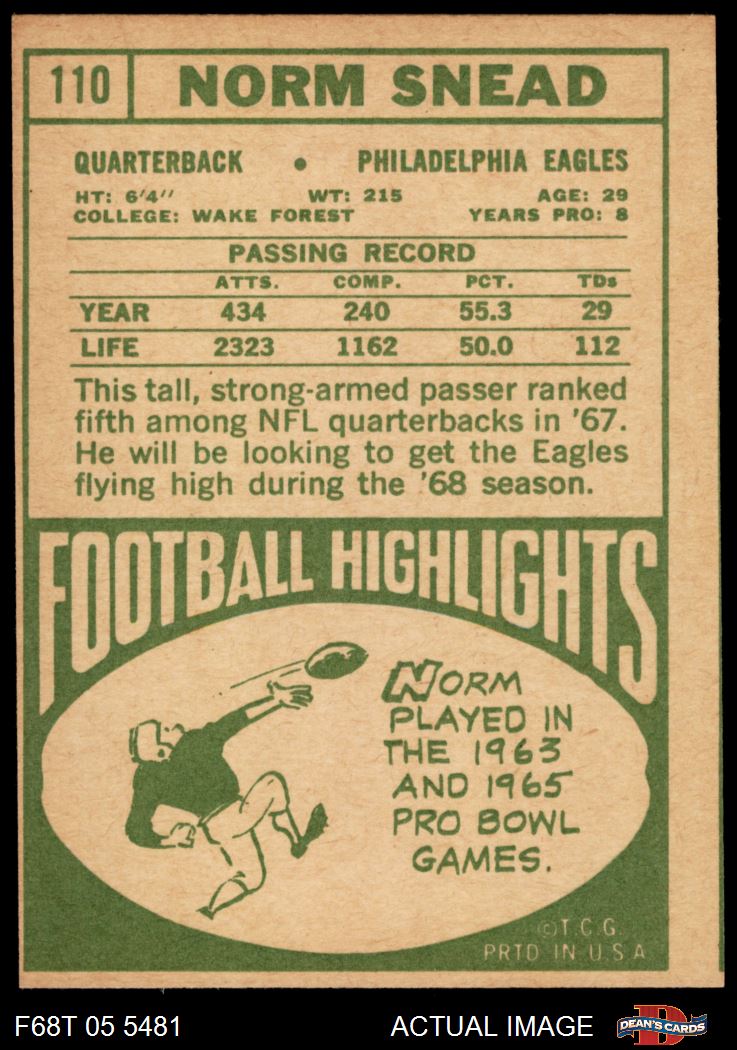 110 NORM SNEAD
QUARTERBACK • PHILADELPHIA EAGLES
HT: 6'4" WT: 215 AGE: 29
COLLEGE: WAKE FOREST YEARS PRO: 8
PASSING RECORD
ATTS. COMP. PCT. TDs
YEAR 434 240 55.3 29
LIFE 2323 1162 50.0 112
This tall, strong-armed passer ranked
fifth among NFL quarterbacks in '67.
He will be looking to get the Eagles
flying high during the '68 season.
FOOTBALL HIGHLIGHTS
NORM
PLAYED IN
THE 1963
AND 1965
PRO BOWL
GAMES.
©T.C.G.
PRTD IN U.S.A
F68T 05 5481 ACTUAL IMAGE D DEAN'S CARDS